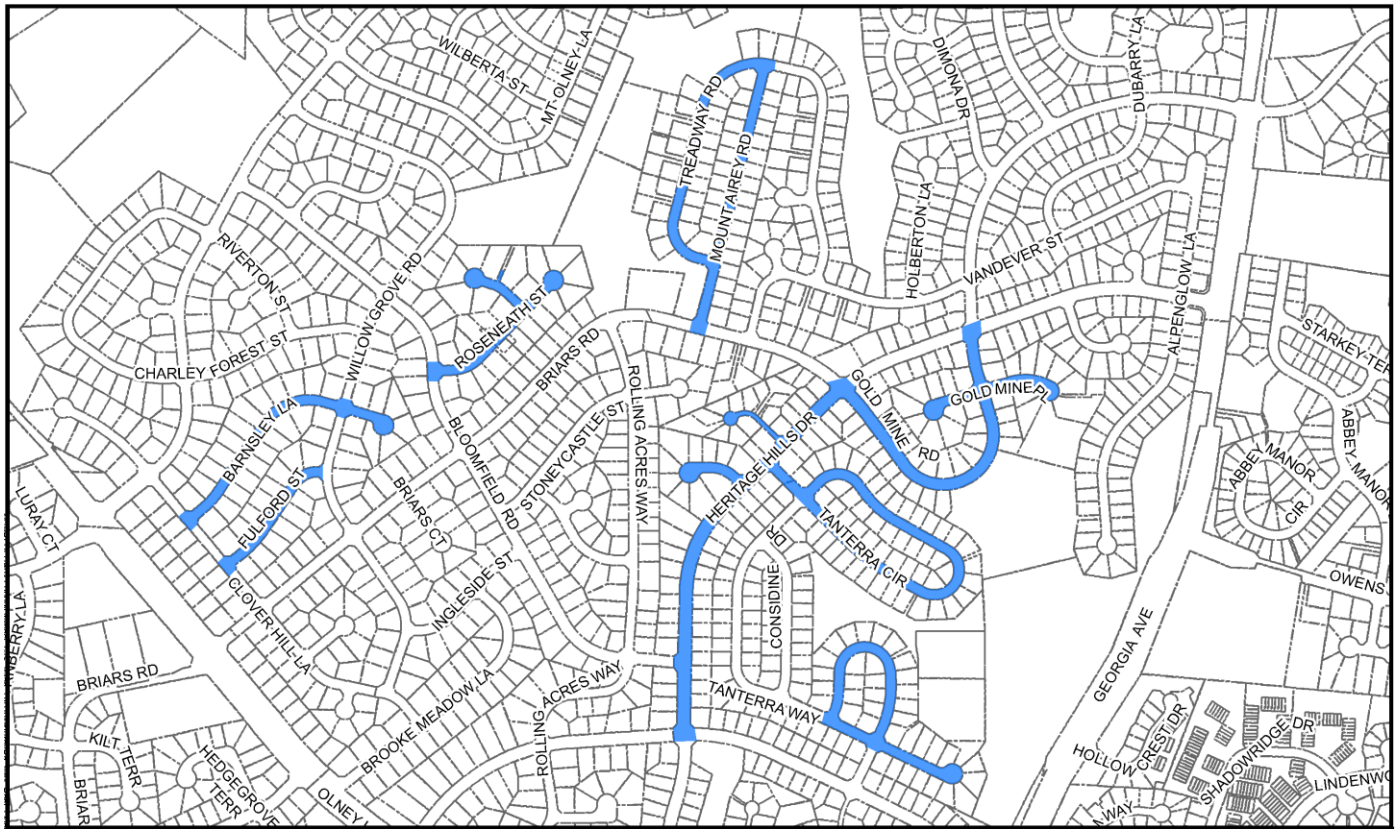 WILBERTA ST
MT OLNEY LA
DIMONA DR
DUBARRY LA
TREADWAY RD
MOUNT AIREY RD
HOLBERTON LA
VANDEVER ST
ALPENGLOW LA
RIVERTON ST
WILLOW GROVE RD
ROSENEATH ST
BRIARS RD
CHARLEY FOREST ST
STARKEY TER
GOLD MINE RD
GOLD MINE PL
ROLLING ACRES WAY
BARNSLEY LA
BLOOMFIELD RD
STONEYCASTLE ST
HERITAGE HILLS DR
ABBEY MANOR
ABBEY MANOR CIR
LURAY CT
FULFORD ST
BRIARS CT
TANTERRA CIR
CONSIDINE DR
INGLESIDE ST
CLOVER HILL LA
OWENS
GEORGIA AVE
NBERRY LA
BRIARS RD
BROOKE MEADOW LA
ROLLING ACRES WAY
TANTERRA WAY
KILT TERR
HEDGEGROVE TERR
BRIAR
OLNEY
HOLLOW CREST DR
SHADOWRIDGE DR
LINDENWO
N WAY